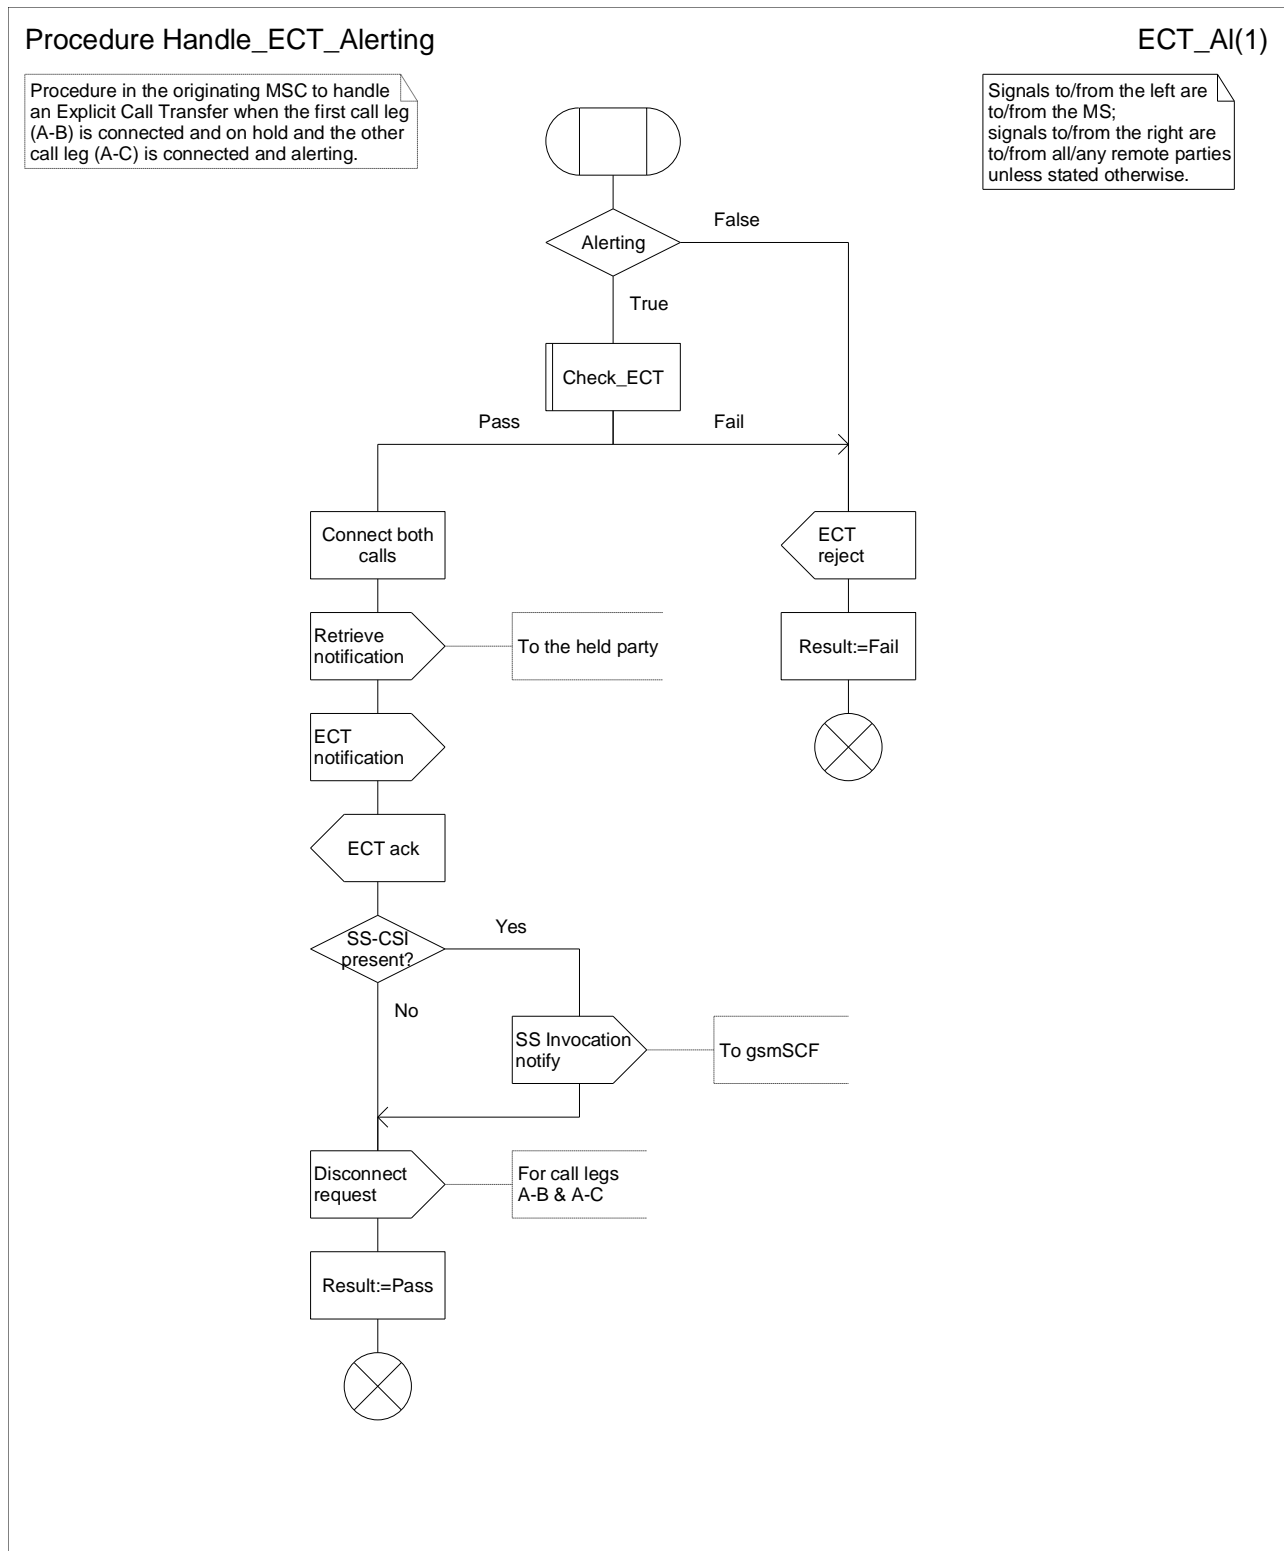 Procedure Handle_ECT_Alerting
ECT_Al(1)
Procedure in the originating MSC to handle
an Explicit Call Transfer when the first call leg
(A-B) is connected and on hold and the other
call leg (A-C) is connected and alerting.
Signals to/from the left are
to/from the MS;
signals to/from the right are
to/from all/any remote parties
unless stated otherwise.
Alerting
False
True
Check_ECT
Pass
Fail
Connect both
calls
ECT
reject
Retrieve
notification
To the held party
Result:=Fail
ECT
notification
ECT ack
SS-CSI
present?
Yes
No
SS Invocation
notify
To gsmSCF
Disconnect
request
For call legs
A-B & A-C
Result:=Pass